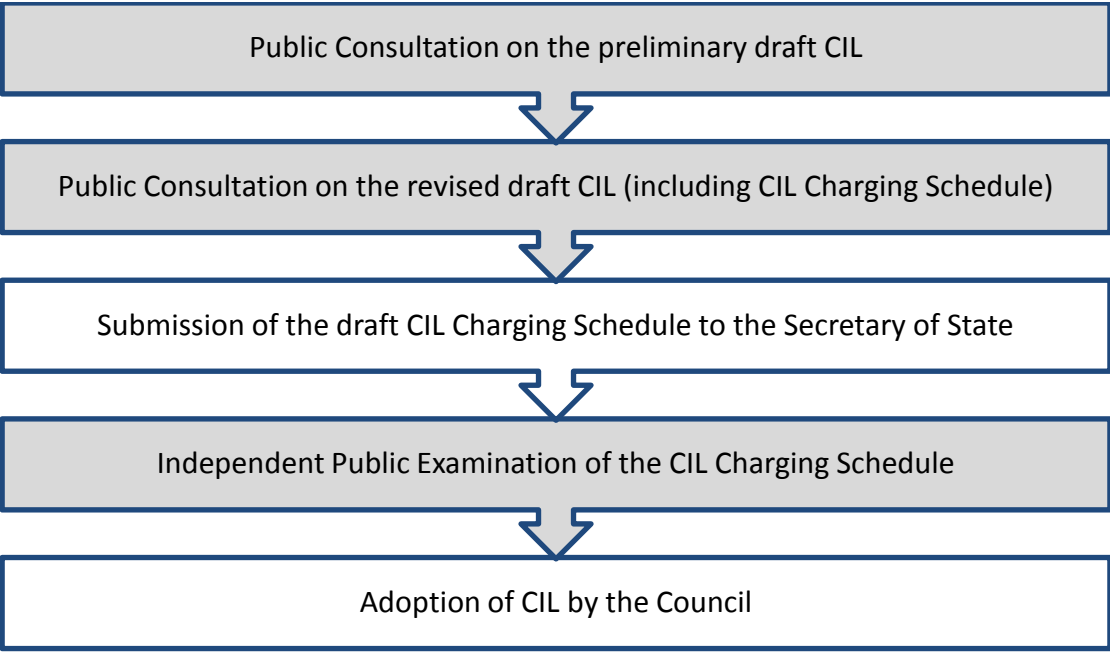 Public Consultation on the preliminary draft CIL
Public Consultation on the revised draft CIL (including CIL Charging Schedule)
Submission of the draft CIL Charging Schedule to the Secretary of State
Independent Public Examination of the CIL Charging Schedule
Adoption of CIL by the Council